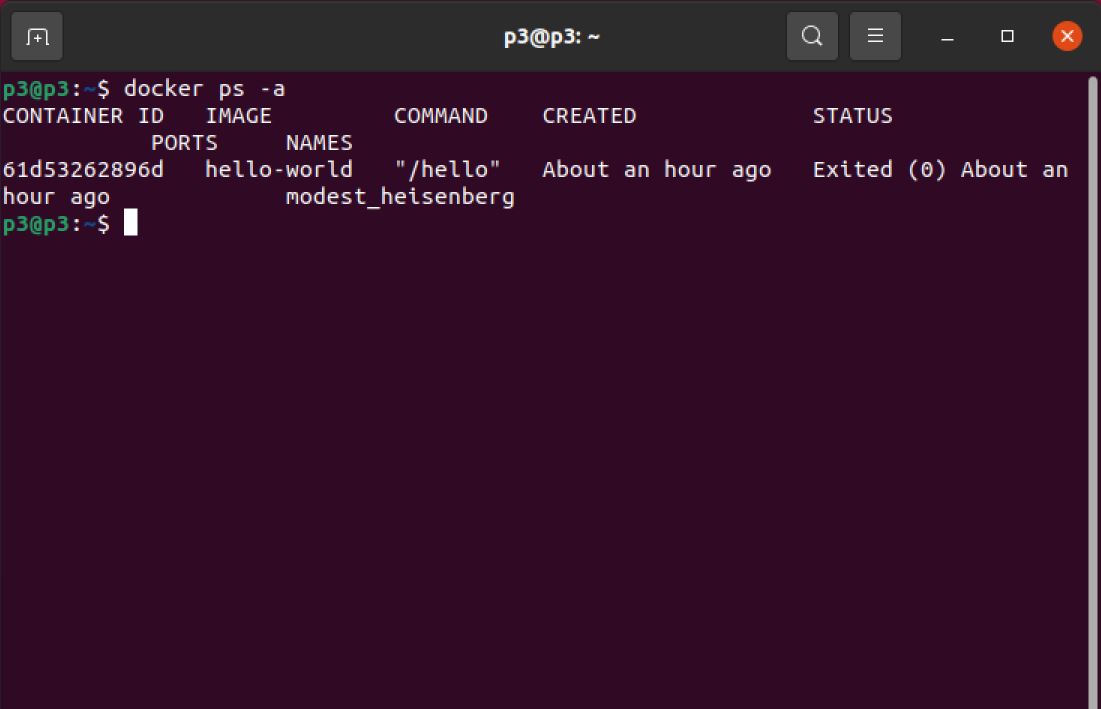 p3@p3: ~
p3@p3:~$ docker ps -a
CONTAINER ID   IMAGE         COMMAND    CREATED             STATUS
           PORTS     NAMES
61d53262896d   hello-world   "/hello"   About an hour ago   Exited (0) About an
hour ago             modest_heisenberg
p3@p3:~$